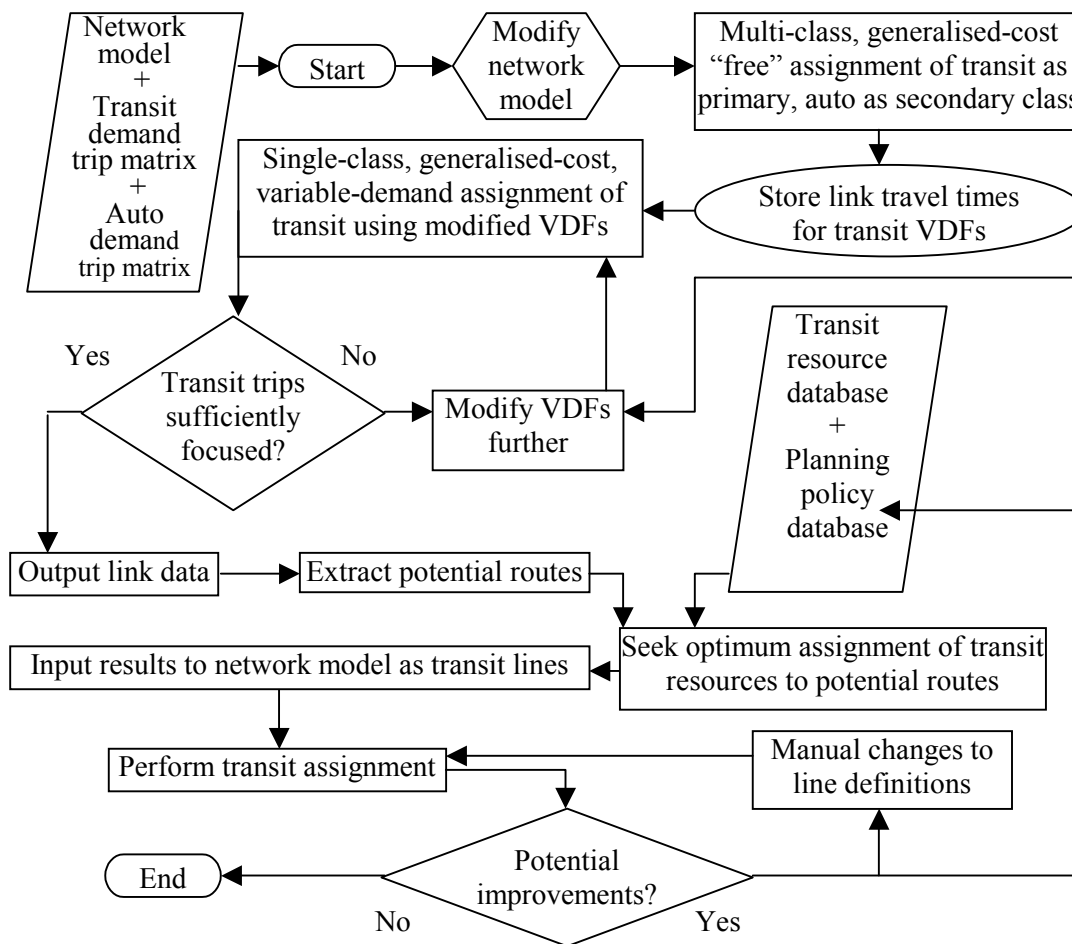 Network
model
+
Transit
demand
trip matrix
+
Auto
demand
trip matrix
Start
Modify
network
model
Multi-class, generalised-cost
“free” assignment of transit as
primary, auto as secondary class
Single-class, generalised-cost,
variable-demand assignment of
transit using modified VDFs
Store link travel times
for transit VDFs
Yes
No
Transit trips
sufficiently
focused?
Modify VDFs
further
Transit
resource
database
+
Planning
policy
database
Output link data
Extract potential routes
Seek optimum assignment of transit
resources to potential routes
Input results to network model as transit lines
Perform transit assignment
Manual changes to
line definitions
Potential
improvements?
End
No
Yes